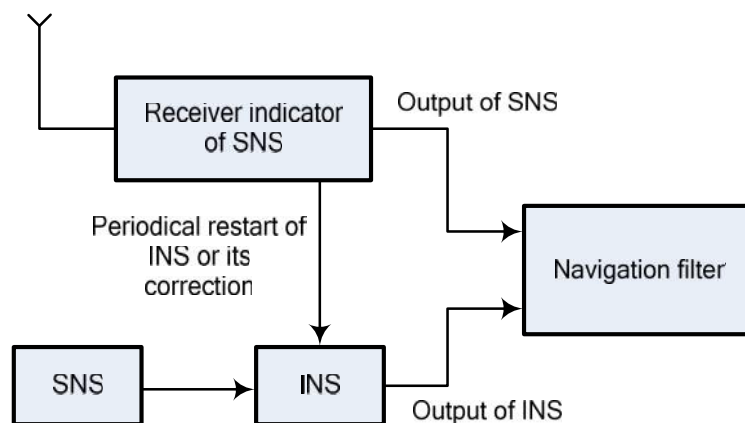 Receiver indicator
of SNS
Output of SNS
Periodical restart of
INS or its
correction
Navigation filter
SNS
INS
Output of INS